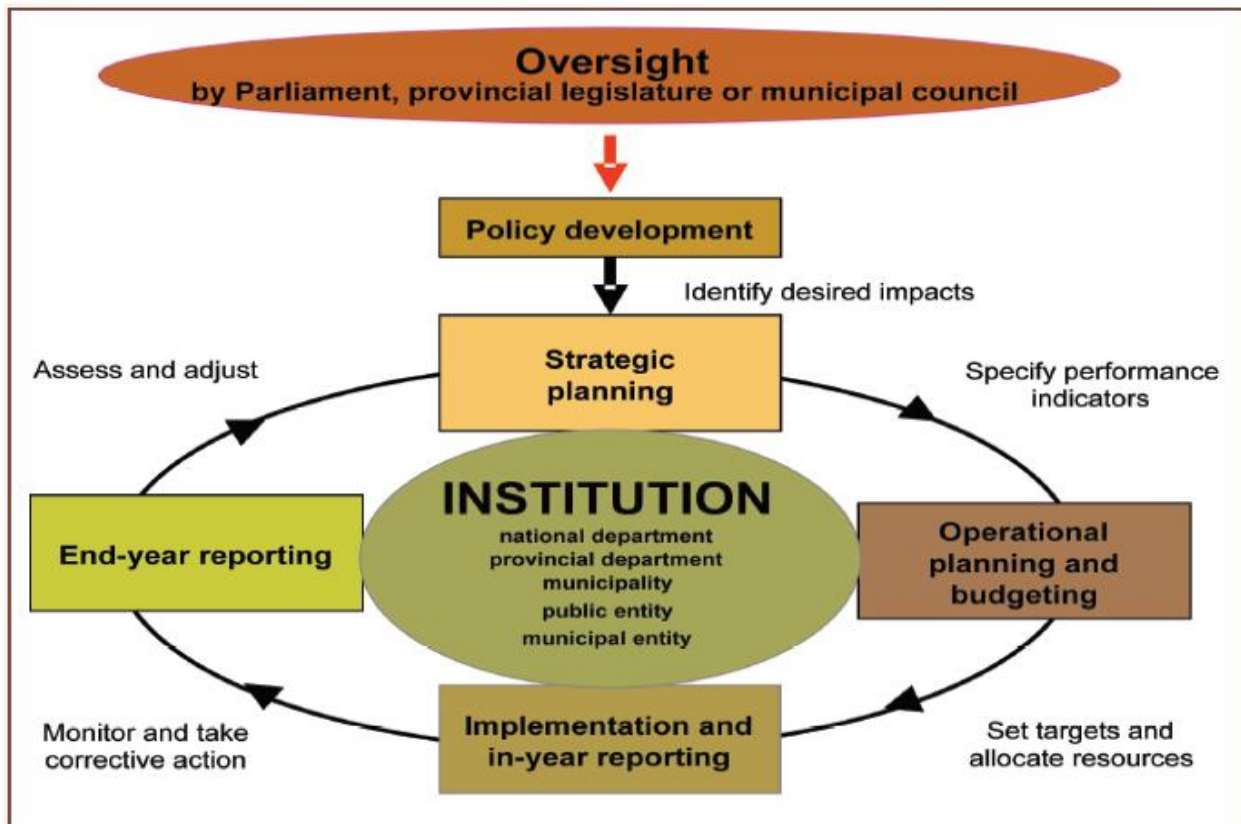 Oversight
by Parliament, provincial legislature or municipal council
Policy development
Identify desired impacts
Strategic
planning
Assess and adjust
Specify performance
indicators
INSTITUTION
national department
provincial department
municipality
public entity
municipal entity
End-year reporting
Operational
planning and
budgeting
Implementation and
in-year reporting
Monitor and take
corrective action
Set targets and
allocate resources